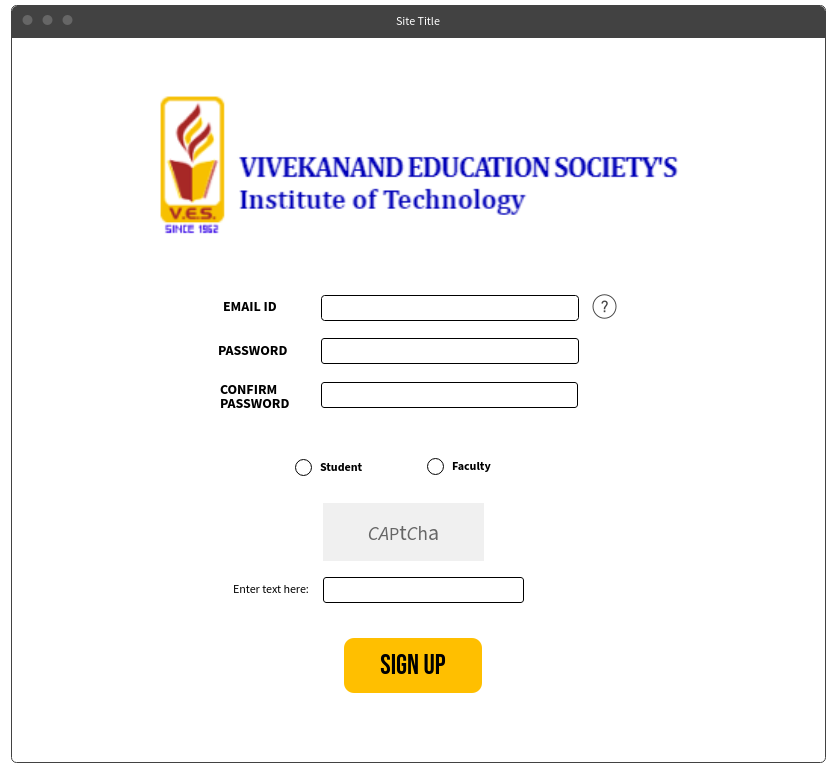 Site Title
VIVEKANAND EDUCATION SOCIETY'S
Institute of Technology
V.E.S.
SINCE 1962
EMAIL ID
?
PASSWORD
CONFIRM
PASSWORD
Student
Faculty
CAPtCha
Enter text here:
SIGN UP